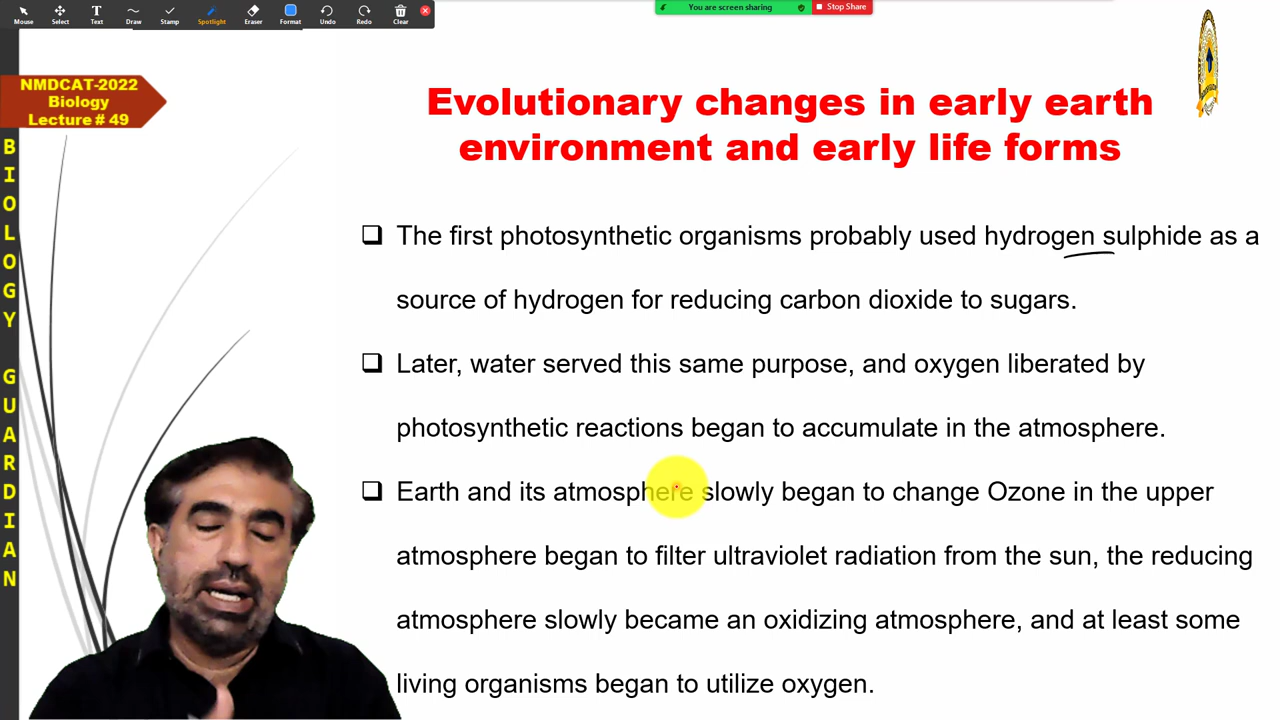 Mouse Select Text Draw Stamp Spotlight Eraser Format Undo Redo Clear
You are screen sharing Stop Share
NMDCAT-2022
Biology
Lecture # 49
BIOLOGY GUARDIAN
Evolutionary changes in early earth
environment and early life forms
The first photosynthetic organisms probably used hydrogen sulphide as a
source of hydrogen for reducing carbon dioxide to sugars.
Later, water served this same purpose, and oxygen liberated by
photosynthetic reactions began to accumulate in the atmosphere.
Earth and its atmosphere slowly began to change Ozone in the upper
atmosphere began to filter ultraviolet radiation from the sun, the reducing
atmosphere slowly became an oxidizing atmosphere, and at least some
living organisms began to utilize oxygen.